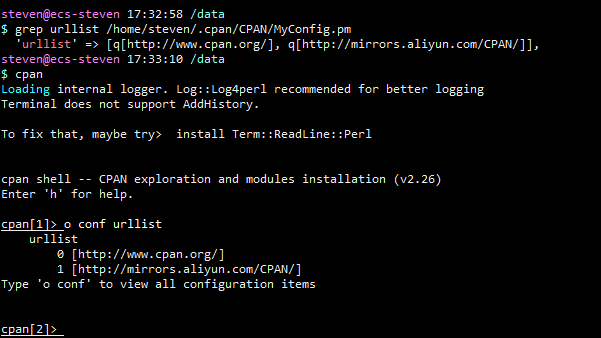 steven@ecs-steven 17:32:58 /data
$ grep urllist /home/steven/.cpan/CPAN/MyConfig.pm
  'urllist' => [q[http://www.cpan.org/], q[http://mirrors.aliyun.com/CPAN/]],
steven@ecs-steven 17:33:10 /data
$ cpan
Loading internal logger. Log::Log4perl recommended for better logging
Terminal does not support AddHistory.

To fix that, maybe try>  install Term::ReadLine::Perl

cpan shell -- CPAN exploration and modules installation (v2.26)
Enter 'h' for help.

cpan[1]> o conf urllist
    urllist
        0 [http://www.cpan.org/]
        1 [http://mirrors.aliyun.com/CPAN/]
Type 'o conf' to view all configuration items

cpan[2]>